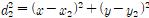 d₂² = (x − x₂)² + (y − y₂)²